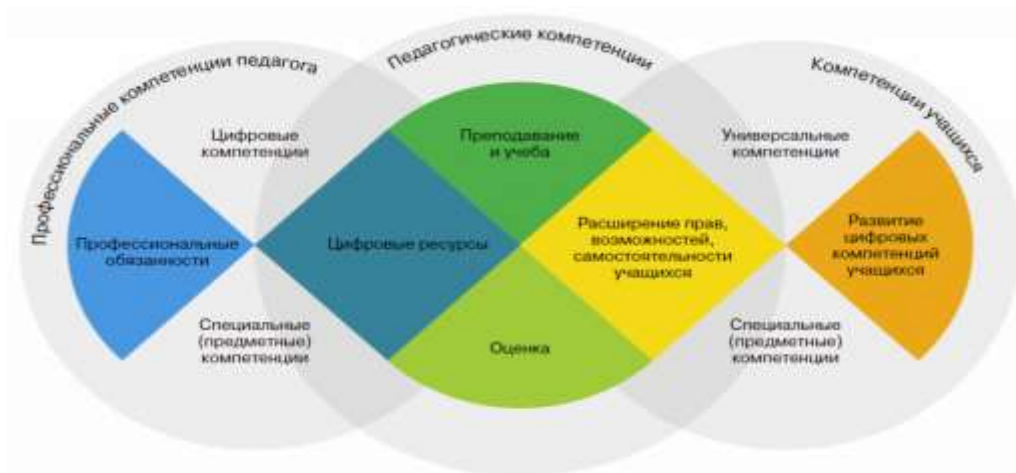 Профессиональные компетенции педагога
Педагогические компетенции
Компетенции учащихся
Цифровые
компетенции
Преподавание
и учеба
Универсальные
компетенции
Профессиональные
обязанности
Цифровые ресурсы
Расширение прав,
возможностей,
самостоятельности
учащихся
Развитие
цифровых
компетенций
учащихся
Специальные
(предметные)
компетенции
Оценка
Специальные
(предметные)
компетенции